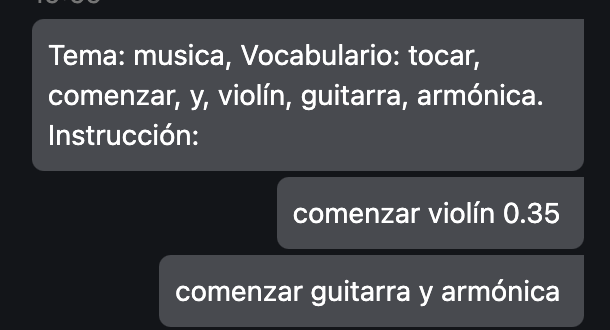 Tema: musica, Vocabulario: tocar,
comenzar, y, violín, guitarra, armónica.
Instrucción:
comenzar violín 0.35
comenzar guitarra y armónica